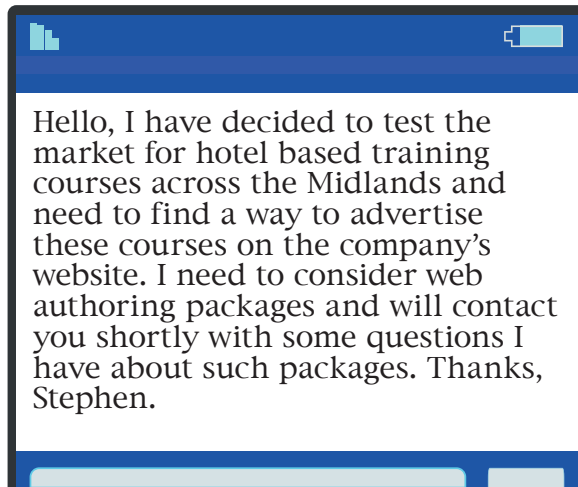 Hello, I have decided to test the
market for hotel based training
courses across the Midlands and
need to find a way to advertise
these courses on the company’s
website. I need to consider web
authoring packages and will contact
you shortly with some questions I
have about such packages. Thanks,
Stephen.